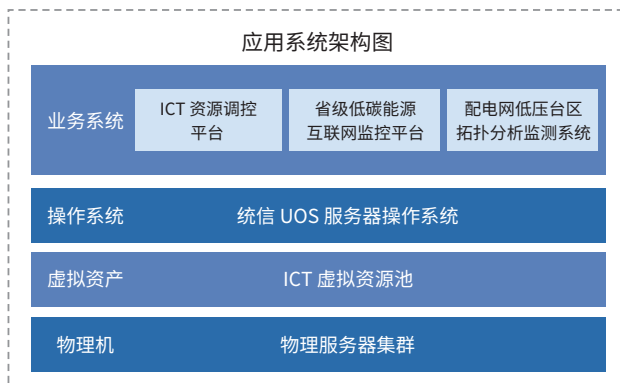 应用系统架构图
业务系统
ICT 资源调控
平台
省级低碳能源
互联网监控平台
配电网低压台区
拓扑分析监测系统
操作系统
统信 UOS 服务器操作系统
虚拟资产
ICT 虚拟资源池
物理机
物理服务器集群